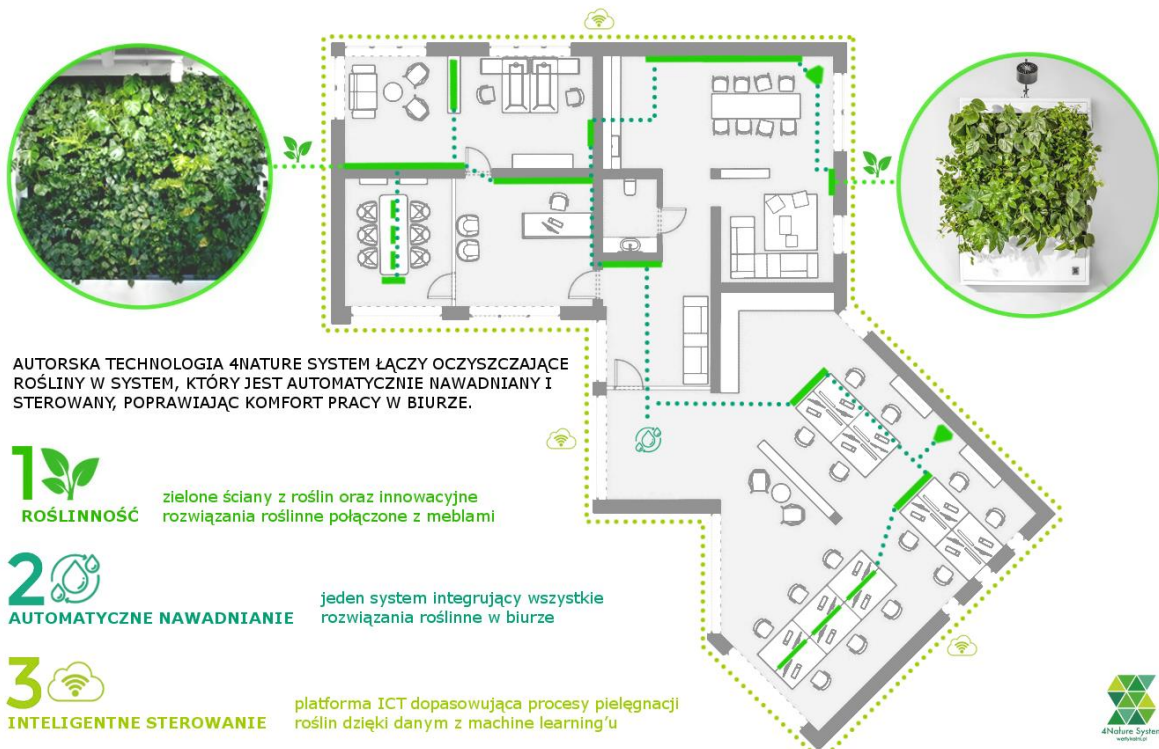 AUTORSKA TECHNOLOGIA 4NATURE SYSTEM ŁĄCZY OCZYSZCZAJĄCE
ROŚLINY W SYSTEM, KTÓRY JEST AUTOMATYCZNIE NAWADNIANY I
STEROWANY, POPRAWIAJĄC KOMFORT PRACY W BIURZE.
1
ROŚLINNOŚĆ
zielone ściany z roślin oraz innowacyjne
rozwiązania roślinne połączone z meblami
2
AUTOMATYCZNE NAWADNIANIE
jeden system integrujący wszystkie
rozwiązania roślinne w biurze
3
INTELIGENTNE STEROWANIE
platforma ICT dopasowująca procesy pielęgnacji
roślin dzięki danym z machine learning'u
4Nature System